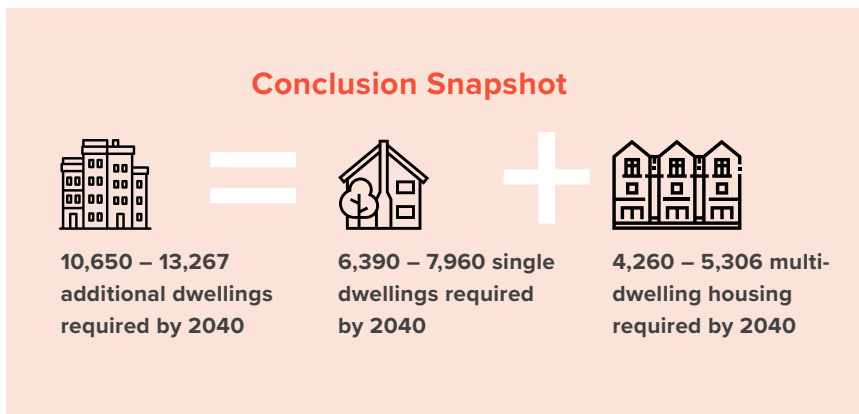 Conclusion Snapshot
10,650 – 13,267
additional dwellings
required by 2040
6,390 – 7,960 single
dwellings required
by 2040
4,260 – 5,306 multi-
dwelling housing
required by 2040